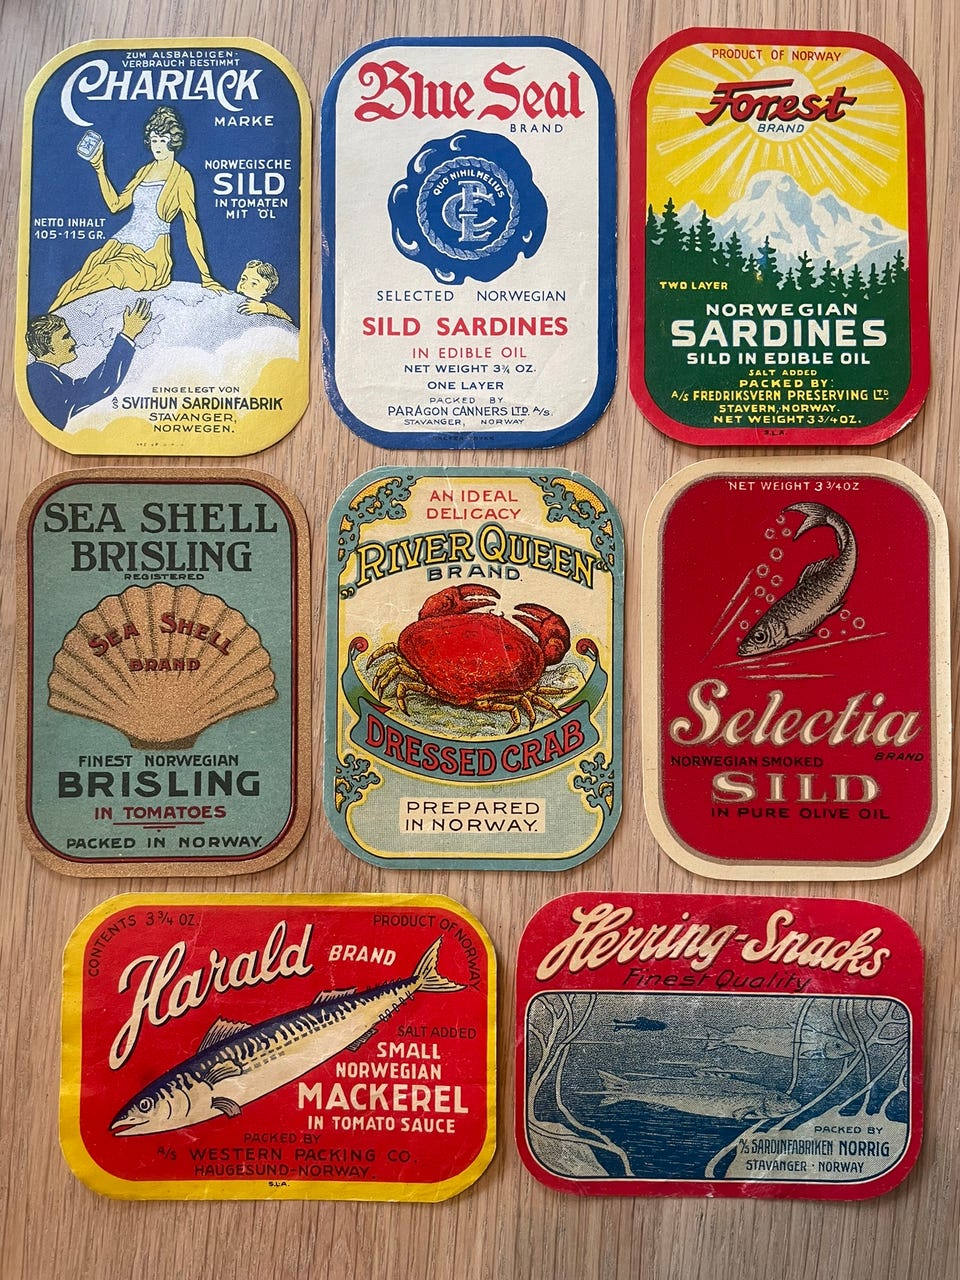 ZUM ALSBALDIGEN-
VERBRAUCH BESTIMMT
CHARLACK
MARKE
NORWEGISCHE
SILD
IN TOMATEN
MIT ÖL
NETTO INHALT
105-115 GR.
EINGELEGT VON
A/S SVITHUN SARDINFABRIK
STAVANGER,
NORWEGEN.
Blue Seal
BRAND
QUO NIHIL MELIUS
SELECTED NORWEGIAN
SILD SARDINES
IN EDIBLE OIL
NET WEIGHT 3¾ OZ.
ONE LAYER
PACKED BY
PARAGON CANNERS LTD. A/S.
STAVANGER, NORWAY
PRODUCT OF NORWAY
Forest
BRAND
TWO LAYER
NORWEGIAN
SARDINES
SILD IN EDIBLE OIL
SALT ADDED
PACKED BY:
A/S FREDRIKSVERN PRESERVING LTD
STAVERN, NORWAY.
NET WEIGHT 3 3/4 OZ.
S.L.A.
SEA SHELL
BRISLING
REGISTERED
SEA SHELL
BRAND
FINEST NORWEGIAN
BRISLING
IN TOMATOES
PACKED IN NORWAY.
AN IDEAL
DELICACY
RIVER QUEEN
BRAND.
DRESSED CRAB
PREPARED
IN NORWAY.
NET WEIGHT 3 3/4 OZ
Selectia
BRAND
NORWEGIAN SMOKED
SILD
IN PURE OLIVE OIL
CONTENTS 3¾ OZ
PRODUCT OF NORWAY
Harald
BRAND
SALT ADDED
SMALL
NORWEGIAN
MACKEREL
IN TOMATO SAUCE
PACKED BY
A/S WESTERN PACKING CO.
HAUGESUND-NORWAY
S.L.A.
Herring-Snacks
Finest Quality
PACKED BY
A/S SARDINFABRIKEN NORRIG
STAVANGER · NORWAY